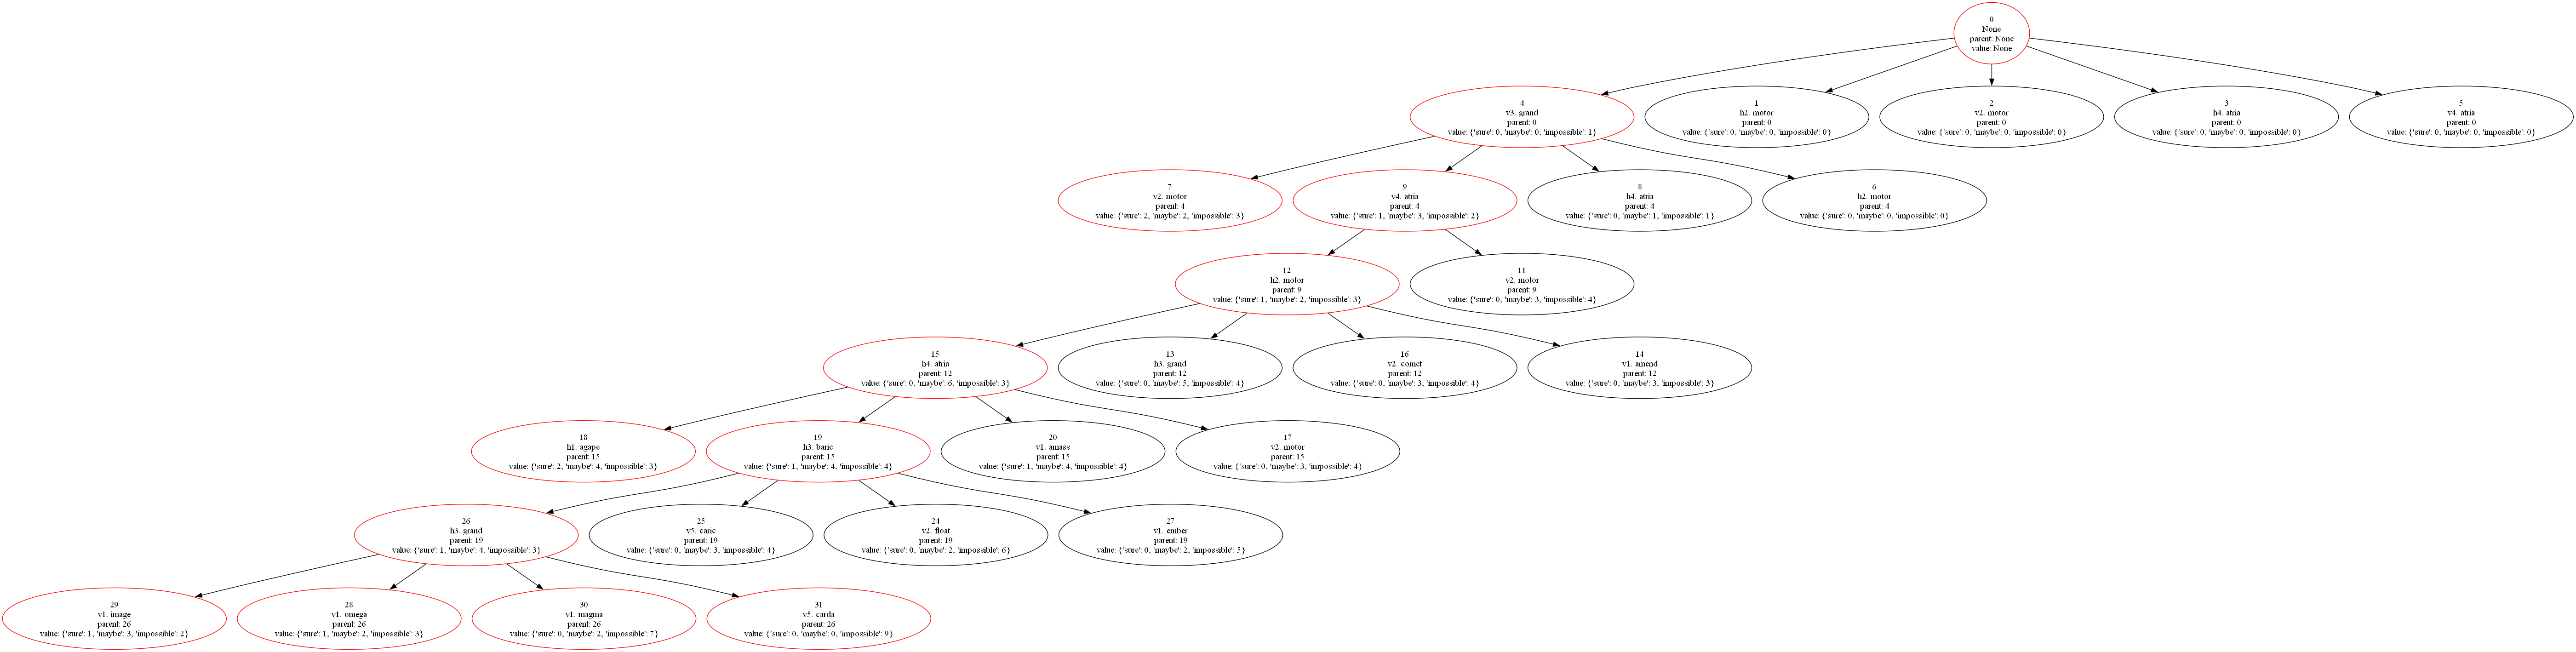 0
None
parent: None
value: None
4
v3. grand
parent: 0
value: {'sure': 0, 'maybe': 0, 'impossible': 1}
1
h2. motor
parent: 0
value: {'sure': 0, 'maybe': 0, 'impossible': 0}
2
v2. motor
parent: 0
value: {'sure': 0, 'maybe': 0, 'impossible': 0}
3
h4. atria
parent: 0
value: {'sure': 0, 'maybe': 0, 'impossible': 0}
5
v4. atria
parent: 0
value: {'sure': 0, 'maybe': 0, 'impossible': 0}
7
v2. motor
parent: 4
value: {'sure': 2, 'maybe': 2, 'impossible': 3}
9
v4. atria
parent: 4
value: {'sure': 1, 'maybe': 3, 'impossible': 2}
8
h4. atria
parent: 4
value: {'sure': 0, 'maybe': 1, 'impossible': 1}
6
h2. motor
parent: 4
value: {'sure': 0, 'maybe': 0, 'impossible': 0}
12
h2. motor
parent: 9
value: {'sure': 1, 'maybe': 2, 'impossible': 3}
11
v2. motor
parent: 9
value: {'sure': 0, 'maybe': 3, 'impossible': 4}
15
h4. atria
parent: 12
value: {'sure': 0, 'maybe': 6, 'impossible': 3}
13
h3. grand
parent: 12
value: {'sure': 0, 'maybe': 5, 'impossible': 4}
16
v2. comet
parent: 12
value: {'sure': 0, 'maybe': 3, 'impossible': 4}
14
v1. amend
parent: 12
value: {'sure': 0, 'maybe': 3, 'impossible': 3}
18
h1. agape
parent: 15
value: {'sure': 2, 'maybe': 4, 'impossible': 3}
19
h3. baric
parent: 15
value: {'sure': 1, 'maybe': 4, 'impossible': 4}
20
v1. amass
parent: 15
value: {'sure': 1, 'maybe': 4, 'impossible': 4}
17
v2. motor
parent: 15
value: {'sure': 0, 'maybe': 3, 'impossible': 4}
26
h3. grand
parent: 19
value: {'sure': 1, 'maybe': 4, 'impossible': 3}
25
v5. caric
parent: 19
value: {'sure': 0, 'maybe': 3, 'impossible': 4}
24
v2. float
parent: 19
value: {'sure': 0, 'maybe': 2, 'impossible': 6}
27
v1. ember
parent: 19
value: {'sure': 0, 'maybe': 2, 'impossible': 5}
29
v1. image
parent: 26
value: {'sure': 1, 'maybe': 3, 'impossible': 2}
28
v1. omega
parent: 26
value: {'sure': 1, 'maybe': 2, 'impossible': 3}
30
v1. magma
parent: 26
value: {'sure': 0, 'maybe': 2, 'impossible': 7}
31
v5. carda
parent: 26
value: {'sure': 0, 'maybe': 0, 'impossible': 9}